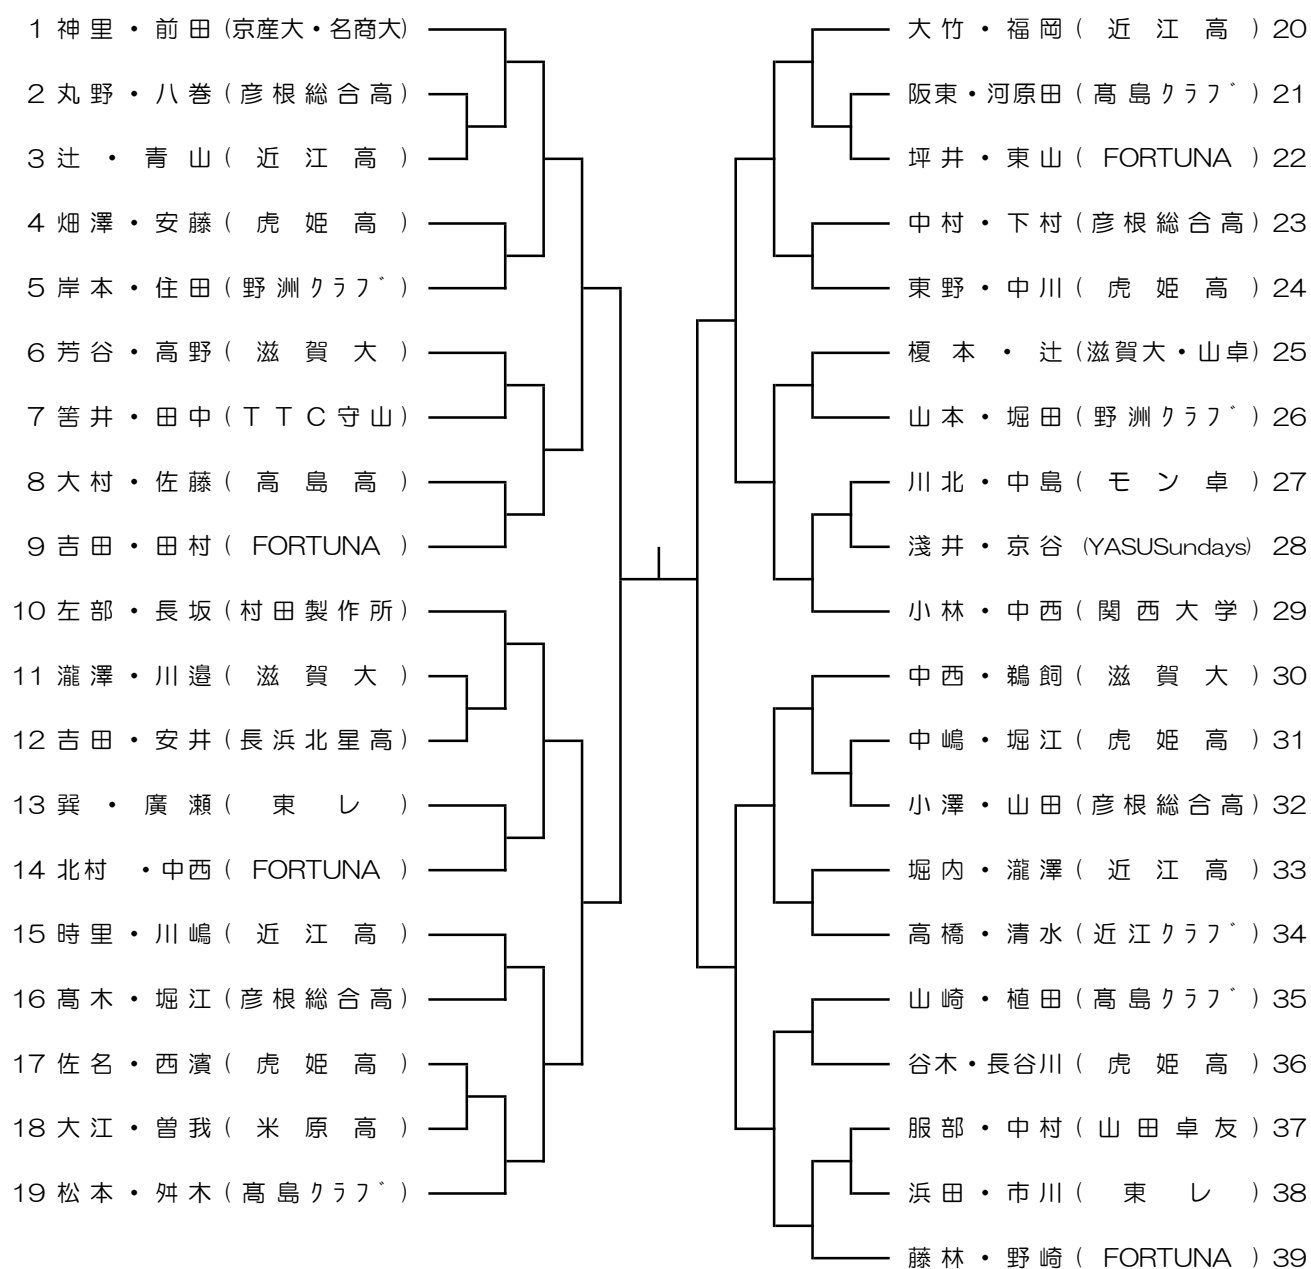 1 神里・前田 (京産大・名商大)
2 丸野・八巻 (彦根総合高)
3 辻・青山 (近江高)
4 畑澤・安藤 (虎姫高)
5 岸本・住田 (野洲ｸﾗﾌﾞ)
6 芳谷・高野 (滋賀大)
7 筈井・田中 (ＴＴＣ守山)
8 大村・佐藤 (高島高)
9 吉田・田村 (FORTUNA)
10 左部・長坂 (村田製作所)
11 瀧澤・川邉 (滋賀大)
12 吉田・安井 (長浜北星高)
13 巽・廣瀬 (東レ)
14 北村・中西 (FORTUNA)
15 時里・川嶋 (近江高)
16 髙木・堀江 (彦根総合高)
17 佐名・西濱 (虎姫高)
18 大江・曽我 (米原高)
19 松本・舛木 (髙島ｸﾗﾌﾞ)
大竹・福岡 (近江高) 20
阪東・河原田 (髙島ｸﾗﾌﾞ) 21
坪井・東山 (FORTUNA) 22
中村・下村 (彦根総合高) 23
東野・中川 (虎姫高) 24
榎本・辻 (滋賀大・山卓) 25
山本・堀田 (野洲ｸﾗﾌﾞ) 26
川北・中島 (モン卓) 27
淺井・京谷 (YASUSundays) 28
小林・中西 (関西大学) 29
中西・鵜飼 (滋賀大) 30
中嶋・堀江 (虎姫高) 31
小澤・山田 (彦根総合高) 32
堀内・瀧澤 (近江高) 33
高橋・清水 (近江ｸﾗﾌﾞ) 34
山崎・植田 (髙島ｸﾗﾌﾞ) 35
谷木・長谷川 (虎姫高) 36
服部・中村 (山田卓友) 37
浜田・市川 (東レ) 38
藤林・野崎 (FORTUNA) 39